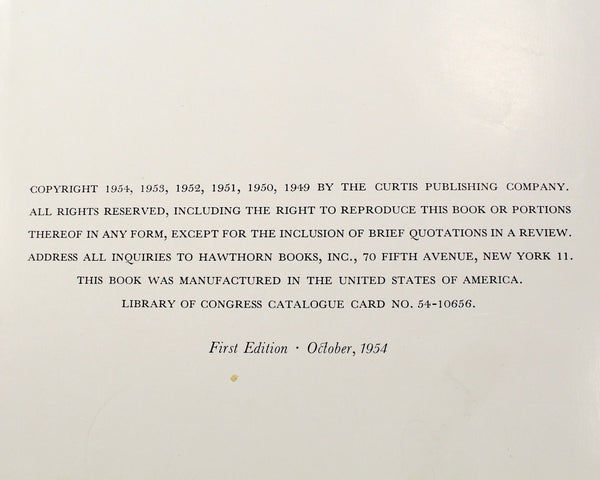 COPYRIGHT 1954, 1953, 1952, 1951, 1950, 1949 BY THE CURTIS PUBLISHING COMPANY.
ALL RIGHTS RESERVED, INCLUDING THE RIGHT TO REPRODUCE THIS BOOK OR PORTIONS
THEREOF IN ANY FORM, EXCEPT FOR THE INCLUSION OF BRIEF QUOTATIONS IN A REVIEW.
ADDRESS ALL INQUIRIES TO HAWTHORN BOOKS, INC., 70 FIFTH AVENUE, NEW YORK 11.
THIS BOOK WAS MANUFACTURED IN THE UNITED STATES OF AMERICA.
LIBRARY OF CONGRESS CATALOGUE CARD NO. 54-10656.
First Edition · October, 1954